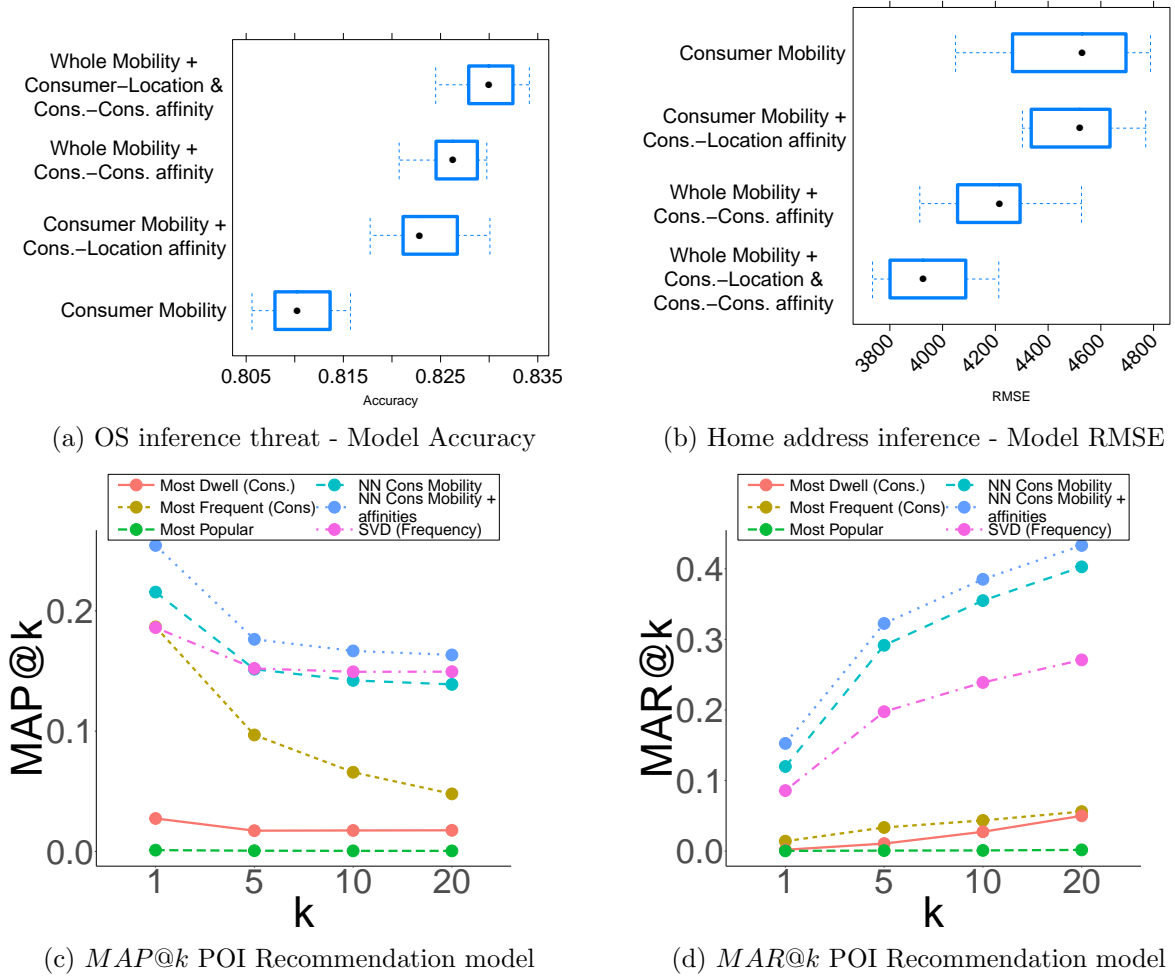 Whole Mobility +
Consumer−Location &
Cons.−Cons. affinity
Whole Mobility +
Cons.−Cons. affinity
Consumer Mobility +
Cons.−Location affinity
Consumer Mobility
0.805 0.815 0.825 0.835
Accuracy
(a) OS inference threat - Model Accuracy
Consumer Mobility
Consumer Mobility +
Cons.−Location affinity
Whole Mobility +
Cons.−Cons. affinity
Whole Mobility +
Cons.−Location &
Cons.−Cons. affinity
3800 4000 4200 4400 4600 4800
RMSE
(b) Home address inference - Model RMSE
Most Dwell (Cons.) NN Cons Mobility
Most Frequent (Cons) NN Cons Mobility +
affinities
Most Popular SVD (Frequency)
MAP@k
0.2
0.1
0.0
1 5 10 20
k
(c) MAP@k POI Recommendation model
Most Dwell (Cons.) NN Cons Mobility
Most Frequent (Cons) NN Cons Mobility +
affinities
Most Popular SVD (Frequency)
MAR@k
0.4
0.3
0.2
0.1
0.0
1 5 10 20
k
(d) MAR@k POI Recommendation model